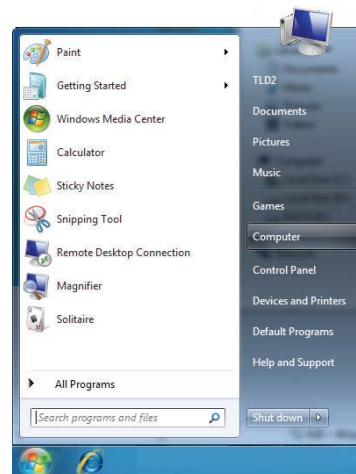 Paint
Getting Started
Windows Media Center
Calculator
Sticky Notes
Snipping Tool
Remote Desktop Connection
Magnifier
Solitaire
All Programs
Search programs and files
TLD2
Documents
Pictures
Music
Games
Computer
Control Panel
Devices and Printers
Default Programs
Help and Support
Shut down